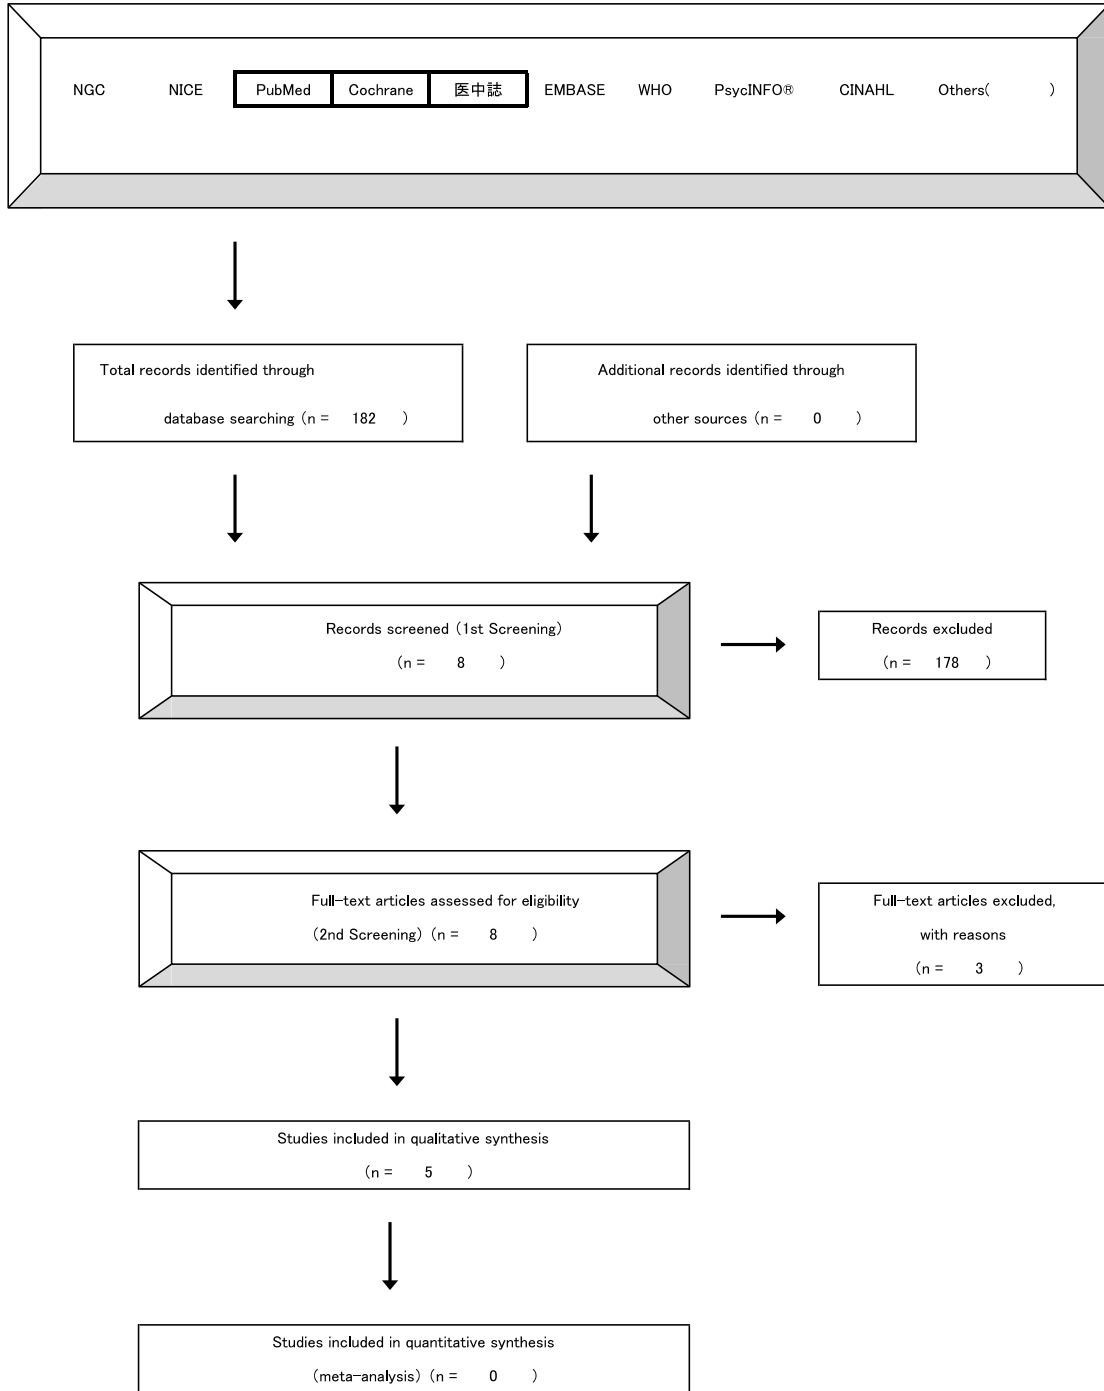 NGC NICE PubMed Cochrane 医中誌 EMBASE WHO PsycINFO® CINAHL Others( )
Total records identified through
database searching (n = 182 )
Additional records identified through
other sources (n = 0 )
Records screened (1st Screening)
(n = 8 )
Records excluded
(n = 178 )
Full-text articles assessed for eligibility
(2nd Screening) (n = 8 )
Full-text articles excluded,
with reasons
(n = 3 )
Studies included in qualitative synthesis
(n = 5 )
Studies included in quantitative synthesis
(meta-analysis) (n = 0 )